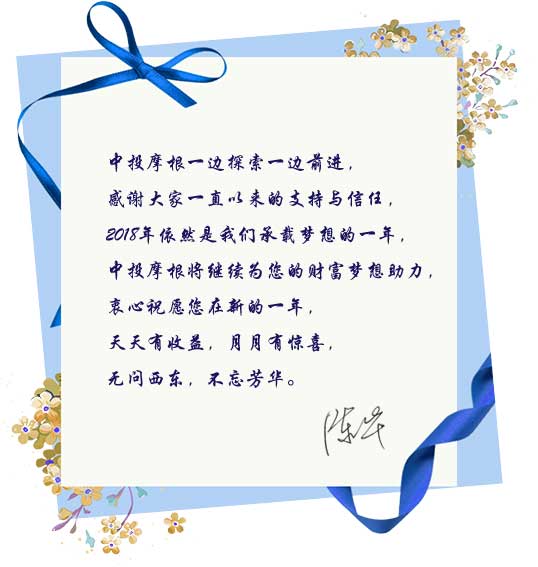 中投摩根一边探索一边前进，
感谢大家一直以来的支持与信任，
2018年依然是我们承载梦想的一年，
中投摩根将继续为您的财富梦想助力，
衷心祝愿您在新的一年，
天天有收益，月月有惊喜，
无问西东，不忘芳华。